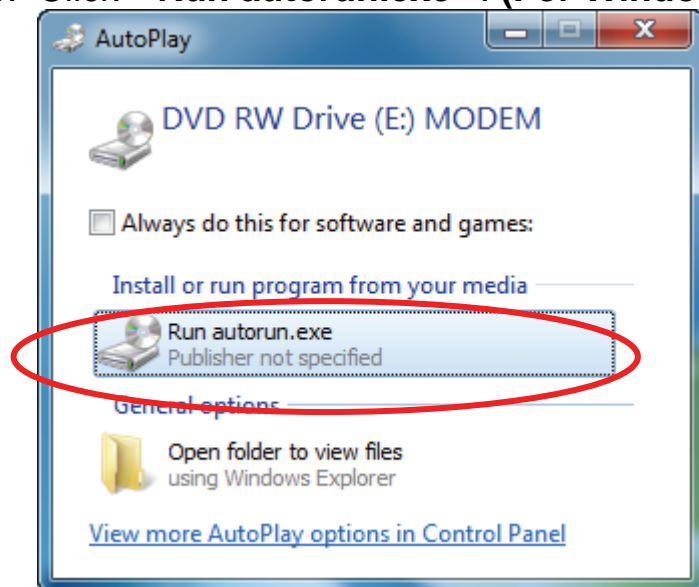 AutoPlay
DVD RW Drive (E:) MODEM
Always do this for software and games:
Install or run program from your media
Run autorun.exe
Publisher not specified
General options
Open folder to view files
using Windows Explorer
View more AutoPlay options in Control Panel